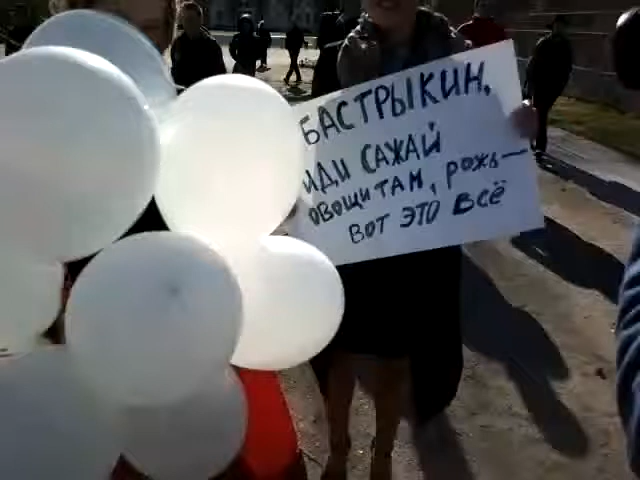 БАСТРЫКИН,
ИДИ САЖАЙ
ОВОЩИ ТАМ, РОЖЬ—
ВОТ ЭТО ВСЁ